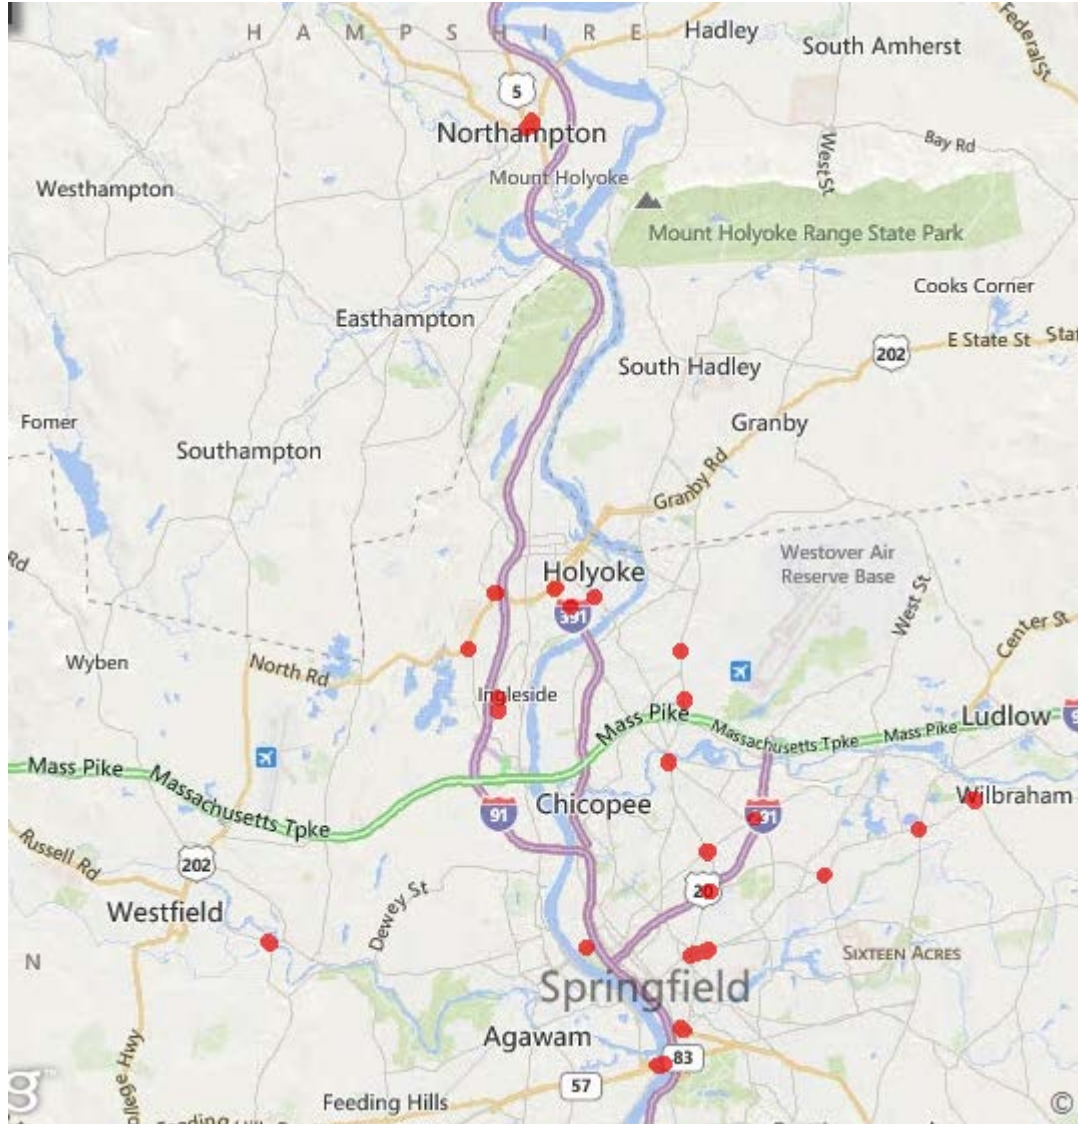 HAMPSHIRE
Hadley
South Amherst
Federal St
5
Northampton
West St
Bay Rd
Westhampton
Mount Holyoke
Mount Holyoke Range State Park
Cooks Corner
Easthampton
E State St
202
South Hadley
Fomer
Granby
Southampton
Granby Rd
Rd
Holyoke
Westover Air
Reserve Base
391
West St
Center St
Wyben
North Rd
Ingleside
Mass Pike
Massachusetts Tpke
Mass Pike
Ludlow
Mass Pike
Massachusetts Tpke
Chicopee
Wilbraham
91
Russell Rd
202
20
Westfield
Dewey St
N
SIXTEEN ACRES
Springfield
Agawam
83
57
Feeding Hills
©